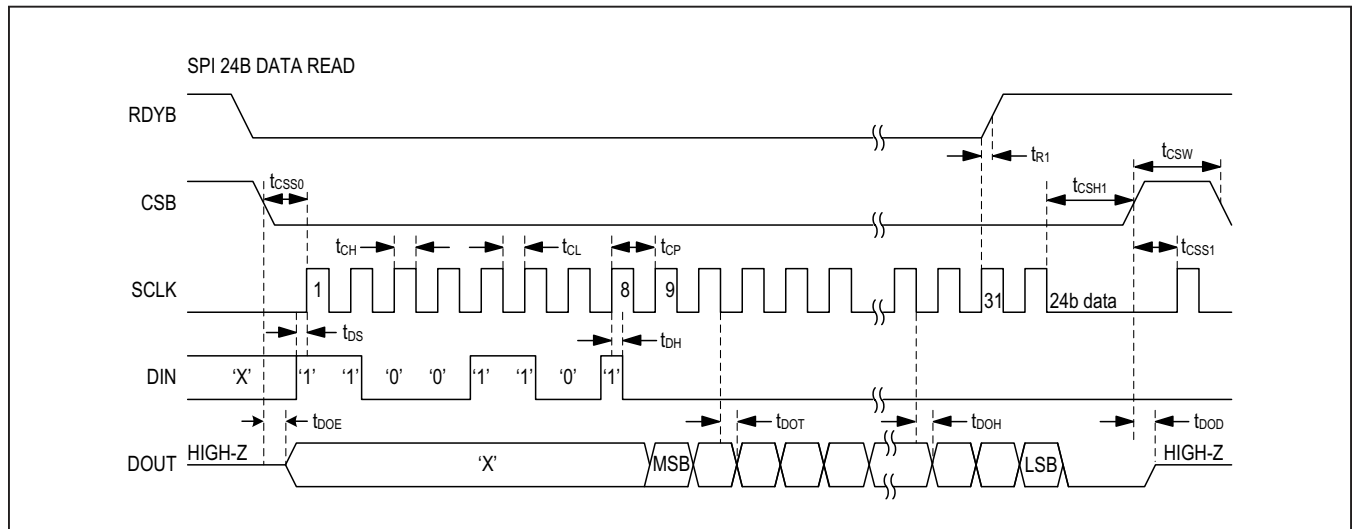 SPI 24B DATA READ
RDYB
tR1
tCSW
tCSS0
tCSH1
CSB
tCH
tCL
tCP
tCSS1
SCLK
1
8
9
31
24b data
tDS
tDH
DIN
'X'
'1'
'1'
'0'
'0'
'1'
'1'
'0'
'1'
tDOE
tDOT
tDOH
tDOD
DOUT
HIGH-Z
'X'
MSB
LSB
HIGH-Z